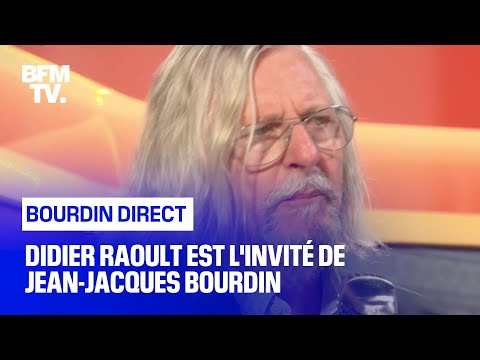 BFM
TV.
BOURDIN DIRECT
DIDIER RAOULT EST L'INVITÉ DE
JEAN-JACQUES BOURDIN